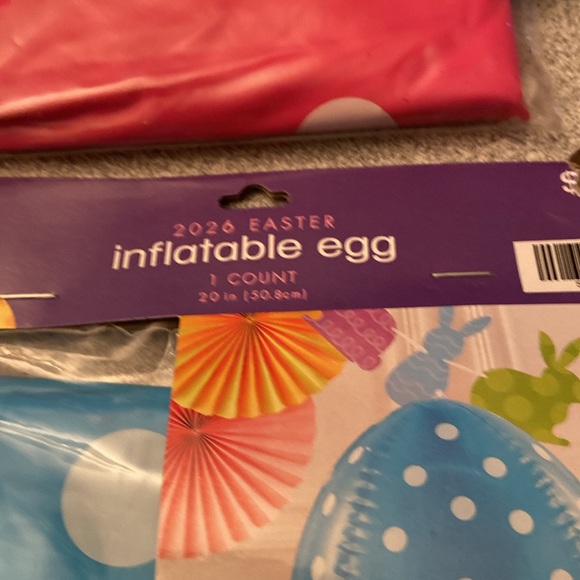 $
2026 EASTER
inflatable egg
1 COUNT
20 in (50.8cm)